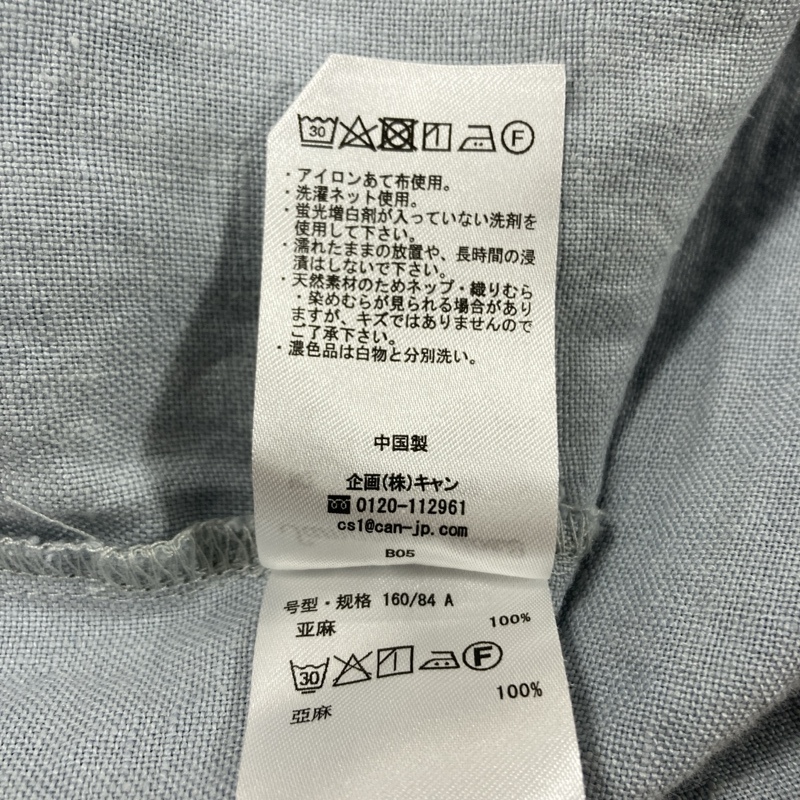 30 F
・アイロンあて布使用。
・洗濯ネット使用。
・蛍光増白剤が入っていない洗剤を
使用して下さい。
・濡れたままの放置や、長時間の浸
漬はしないで下さい。
・天然素材のためネップ・織りむら
・染めむらが見られる場合があり
ますが、キズではありませんので
ご了承下さい。
・濃色品は白物と分別洗い。
中国製
企画(株)キャン
0120-112961
cs1@can-jp.com
B05
号型・规格 160/84 A
亚麻 100%
30 F
亞麻 100%